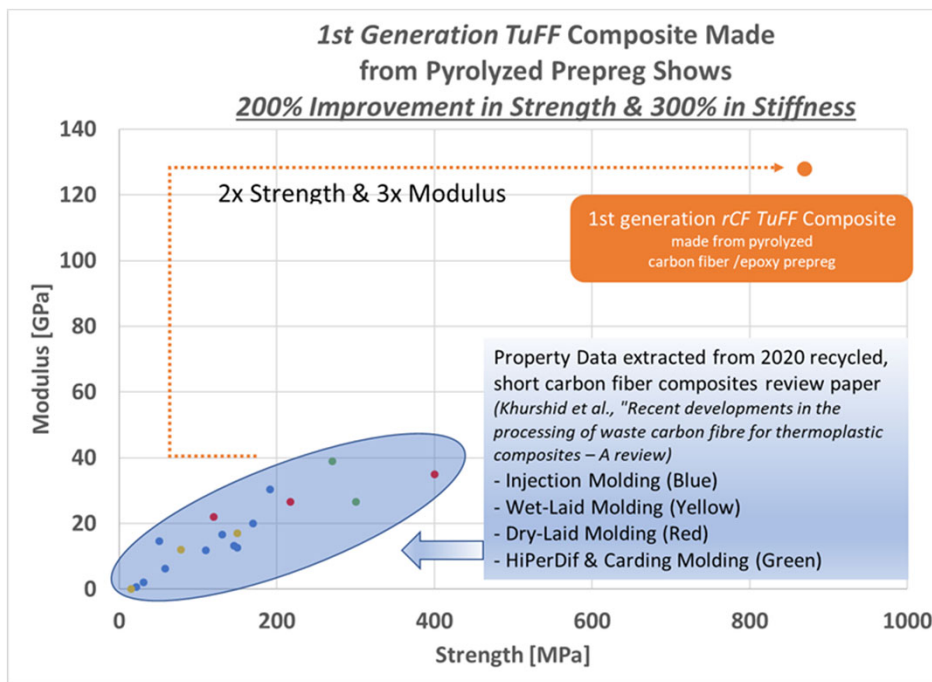 1st Generation TuFF Composite Made
from Pyrolyzed Prepreg Shows
200% Improvement in Strength & 300% in Stiffness
140
120
100
80
60
40
20
0
Modulus [GPa]
2x Strength & 3x Modulus
1st generation rCF TuFF Composite
made from pyrolyzed
carbon fiber /epoxy prepreg
Property Data extracted from 2020 recycled,
short carbon fiber composites review paper
(Khurshid et al., "Recent developments in the
processing of waste carbon fibre for thermoplastic
composites – A review)
- Injection Molding (Blue)
- Wet-Laid Molding (Yellow)
- Dry-Laid Molding (Red)
- HiPerDif & Carding Molding (Green)
0 200 400 600 800 1000
Strength [MPa]